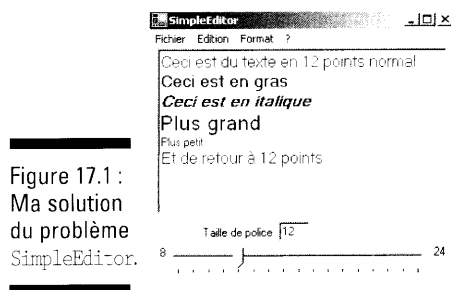 SimpleEditor
Fichier Edition Format ?
Ceci est du texte en 12 points normal
Ceci est en gras
Ceci est en italique
Plus grand
Plus petit
Et de retour à 12 points
Taille de police 12
8 24
Figure 17.1 :
Ma solution
du problème
SimpleEditor.